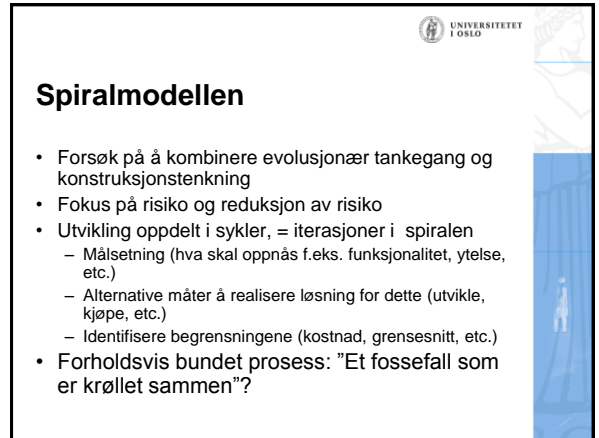 UNIVERSITETET
I OSLO
Spiralmodellen
• Forsøk på å kombinere evolusjonær tankegang og
konstruksjonstenkning
• Fokus på risiko og reduksjon av risiko
• Utvikling oppdelt i sykler, = iterasjoner i spiralen
– Målsetning (hva skal oppnås f.eks. funksjonalitet, ytelse,
etc.)
– Alternative måter å realisere løsning for dette (utvikle,
kjøpe, etc.)
– Identifisere begrensningene (kostnad, grensesnitt, etc.)
• Forholdsvis bundet prosess: ”Et fossefall som
er krøllet sammen”?